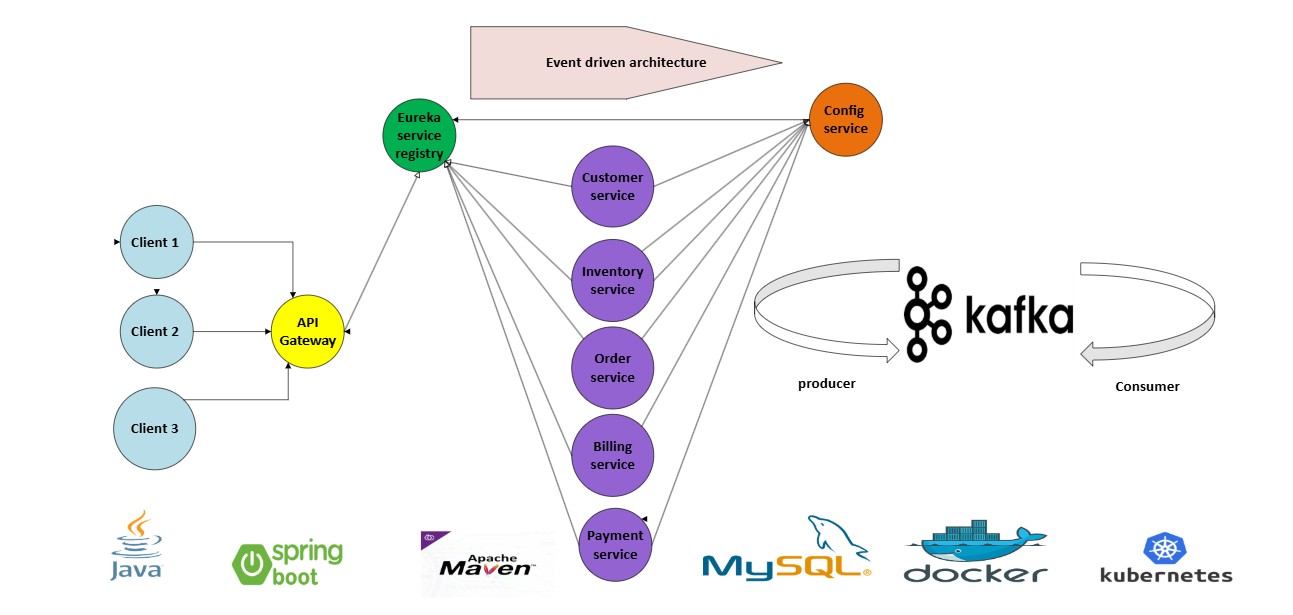 Event driven architecture
Eureka
service
registry
Config
service
Customer
service
Client 1
Inventory
service
Client 2
API
Gateway
kafka
Order
service
producer
Consumer
Client 3
Billing
service
Payment
service
Java
spring
boot
Apache
Maven™
MySQL®
docker
kubernetes